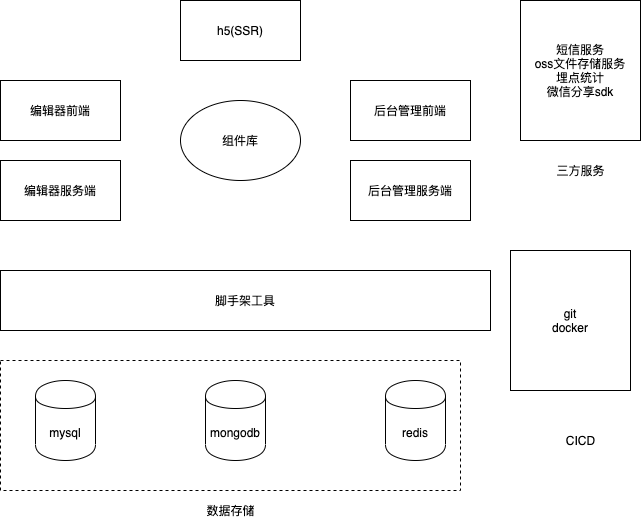 h5(SSR)
短信服务
oss文件存储服务
埋点统计
微信分享sdk
编辑器前端
组件库
后台管理前端
三方服务
编辑器服务端
后台管理服务端
脚手架工具
git
docker
mysql
mongodb
redis
CICD
数据存储